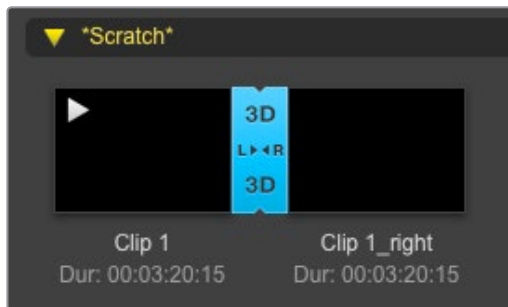 *Scratch*
3D
L R
3D
Clip 1 Clip 1_right
Dur: 00:03:20:15 Dur: 00:03:20:15